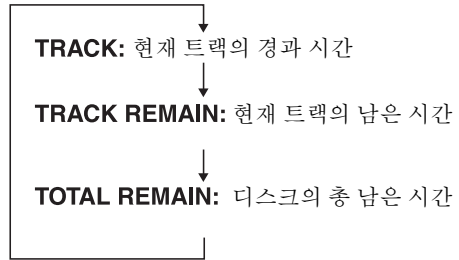 TRACK: 현재 트랙의 경과 시간
TRACK REMAIN: 현재 트랙의 남은 시간
TOTAL REMAIN: 디스크의 총 남은 시간